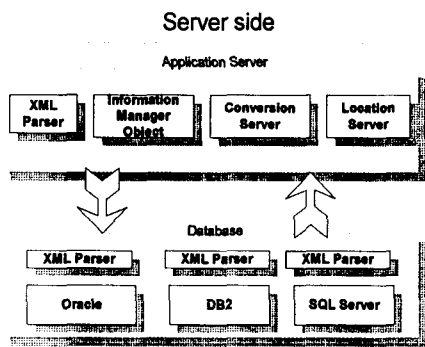 Server side
Application Server
XML
Parser
Information
Manager
Object
Conversion
Server
Location
Server
Database
XML Parser
XML Parser
XML Parser
Oracle
DB2
SQL Server